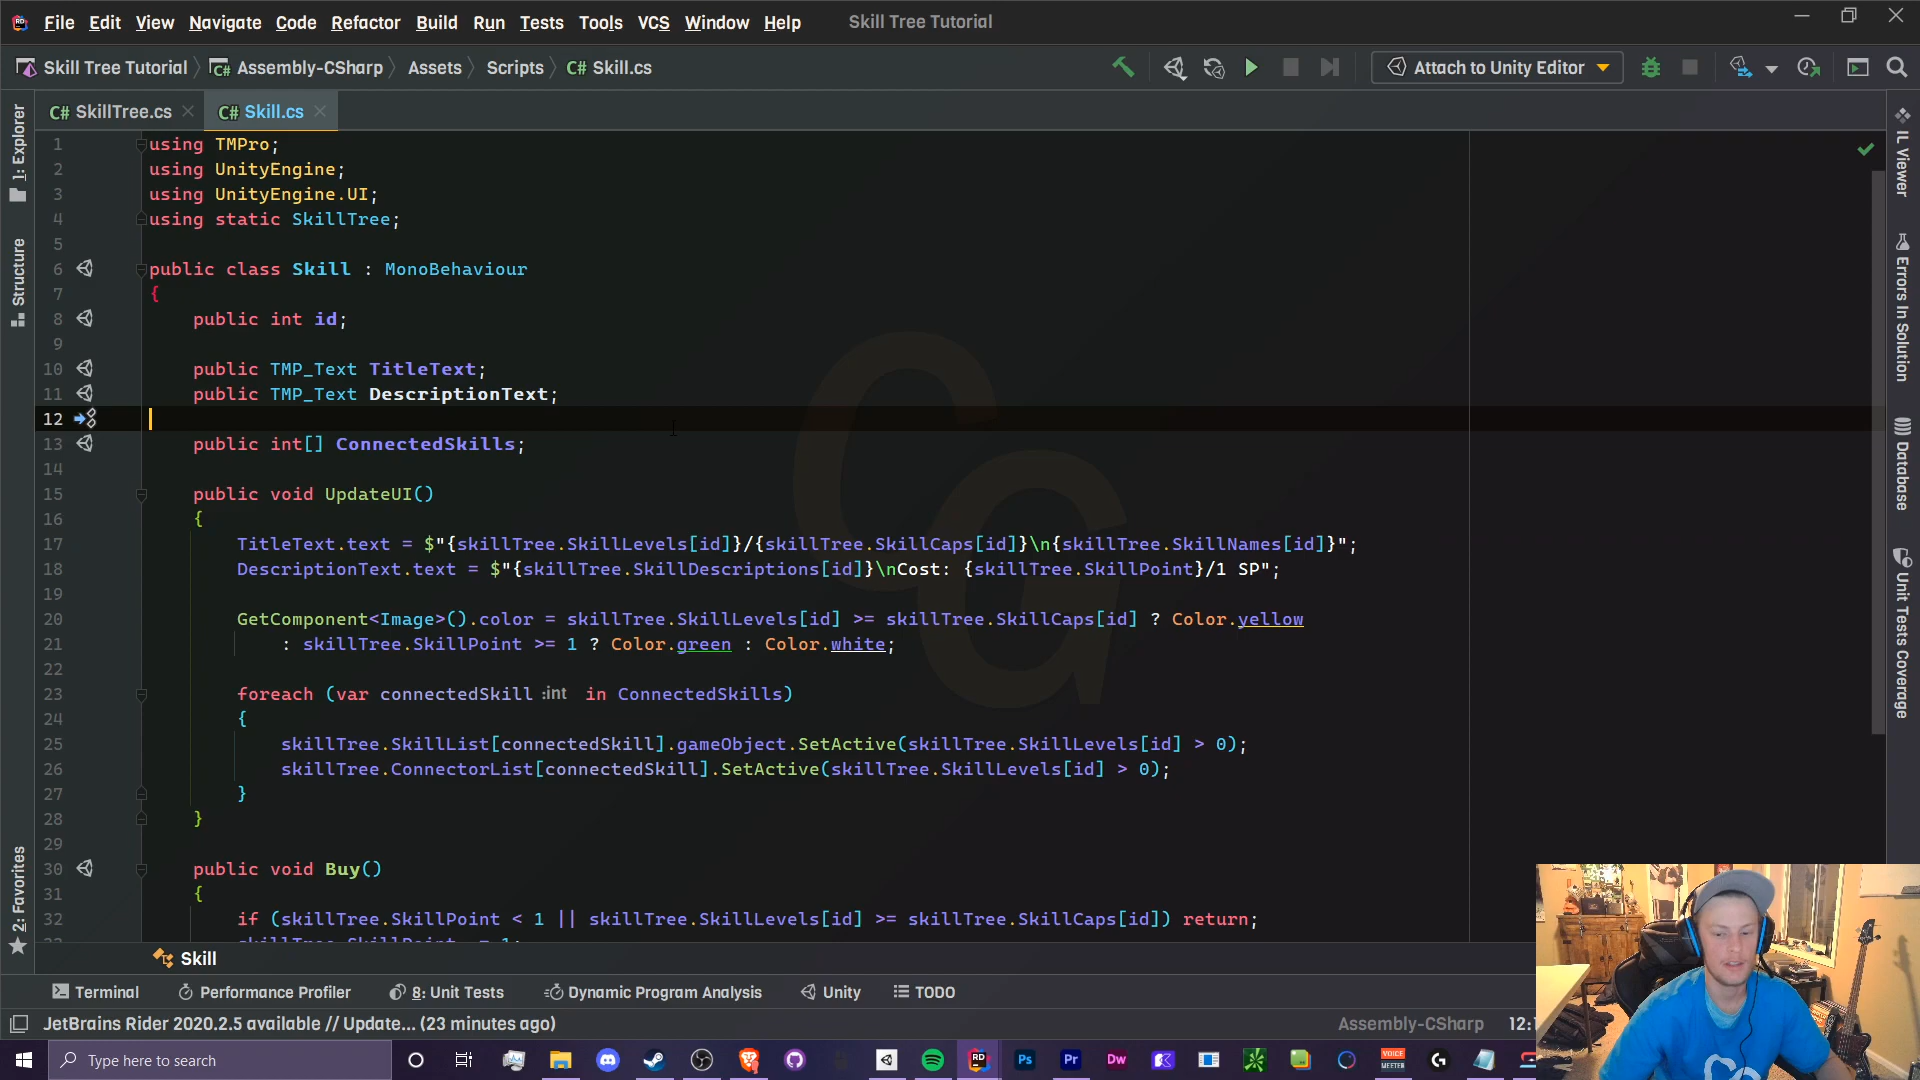 File Edit View Navigate Code Refactor Build Run Tests Tools VCS Window Help Skill Tree Tutorial
Skill Tree Tutorial Assembly-CSharp Assets Scripts C# Skill.cs Attach to Unity Editor
C# SkillTree.cs C# Skill.cs
1 using TMPro;
2 using UnityEngine;
3 using UnityEngine.UI;
4 using static SkillTree;
5
6 public class Skill : MonoBehaviour
7 {
8 public int id;
9
10 public TMP_Text TitleText;
11 public TMP_Text DescriptionText;
12
13 public int[] ConnectedSkills;
14
15 public void UpdateUI()
16 {
17 TitleText.text = $"{skillTree.SkillLevels[id]}/{skillTree.SkillCaps[id]}\n{skillTree.SkillNames[id]}";
18 DescriptionText.text = $"{skillTree.SkillDescriptions[id]}\nCost: {skillTree.SkillPoint}/1 SP";
19
20 GetComponent<Image>().color = skillTree.SkillLevels[id] >= skillTree.SkillCaps[id] ? Color.yellow
21 : skillTree.SkillPoint >= 1 ? Color.green : Color.white;
22
23 foreach (var connectedSkill :int in ConnectedSkills)
24 {
25 skillTree.SkillList[connectedSkill].gameObject.SetActive(skillTree.SkillLevels[id] > 0);
26 skillTree.ConnectorList[connectedSkill].SetActive(skillTree.SkillLevels[id] > 0);
27 }
28 }
29
30 public void Buy()
31 {
32 if (skillTree.SkillPoint < 1 || skillTree.SkillLevels[id] >= skillTree.SkillCaps[id]) return;
1: Explorer
Structure
2: Favorites
IL Viewer
Errors In Solution
Database
Unit Tests Coverage
CG
Skill
Terminal Performance Profiler 8: Unit Tests Dynamic Program Analysis Unity TODO
JetBrains Rider 2020.2.5 available // Update... (23 minutes ago) Assembly-CSharp
Type here to search
RD Ps Pr Dw VOICE MEETER